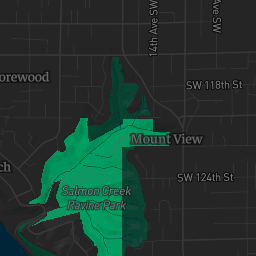 14th Ave SW
Ave SW
orewood
SW 118th St
Mount View
ch
SW 124th St
Salmon Creek
Ravine Park